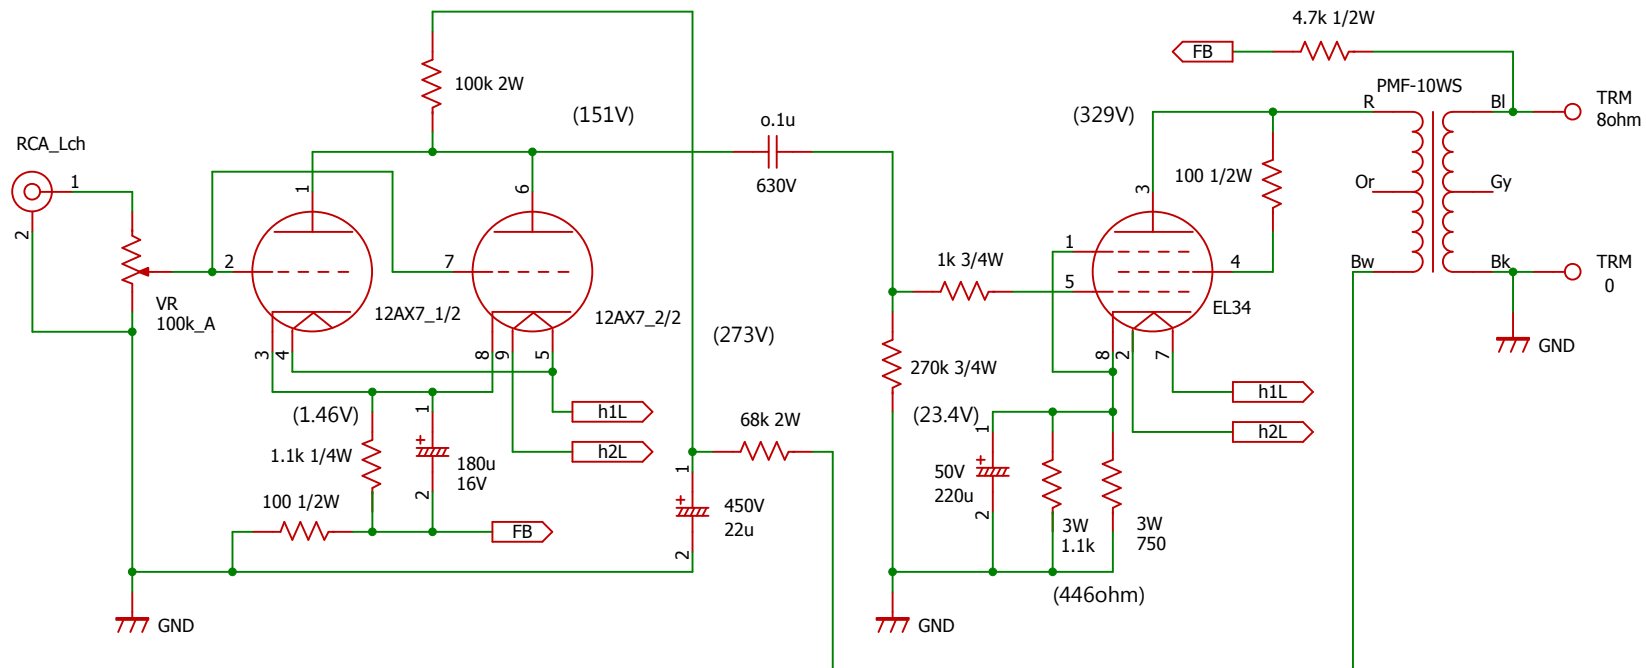 4.7k 1/2W
FB
PMF-10WS
R
Bl
TRM
8ohm
100k 2W
(151V)
o.1u
630V
(329V)
100 1/2W
Or
Gy
RCA_Lch
1
2
1
6
3
2
7
1
5
4
1k 3/4W
Bw
Bk
TRM
0
VR
100k_A
12AX7_1/2
12AX7_2/2
EL34
(273V)
GND
3
4
8
9
5
8
2
7
270k 3/4W
(1.46V)
1
h1L
h2L
68k 2W
(23.4V)
h1L
h2L
1.1k 1/4W
+
180u
16V
2
100 1/2W
FB
1
+
450V
22u
2
1
+
50V
220u
2
3W
1.1k
3W
750
(446ohm)
GND
GND